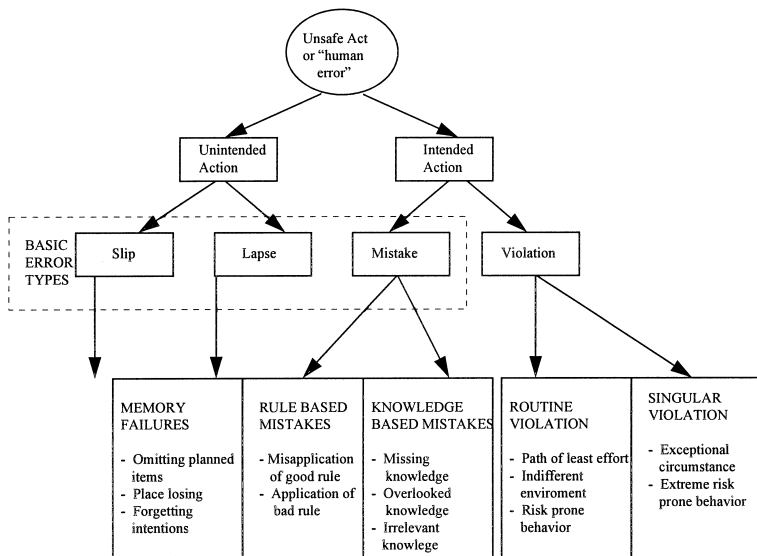 Unsafe Act
or “human
error”
Unintended
Action
Intended
Action
BASIC
ERROR
TYPES
Slip
Lapse
Mistake
Violation
MEMORY
FAILURES
- Omitting planned
items
- Place losing
- Forgetting
intentions
RULE BASED
MISTAKES
- Misapplication
of good rule
- Application of
bad rule
KNOWLEDGE
BASED MISTAKES
- Missing
knowledge
- Overlooked
knowledge
- Irrelevant
knowlege
ROUTINE
VIOLATION
- Path of least effort
- Indifferent
enviroment
- Risk prone
behavior
SINGULAR
VIOLATION
- Exceptional
circumstance
- Extreme risk
prone behavior